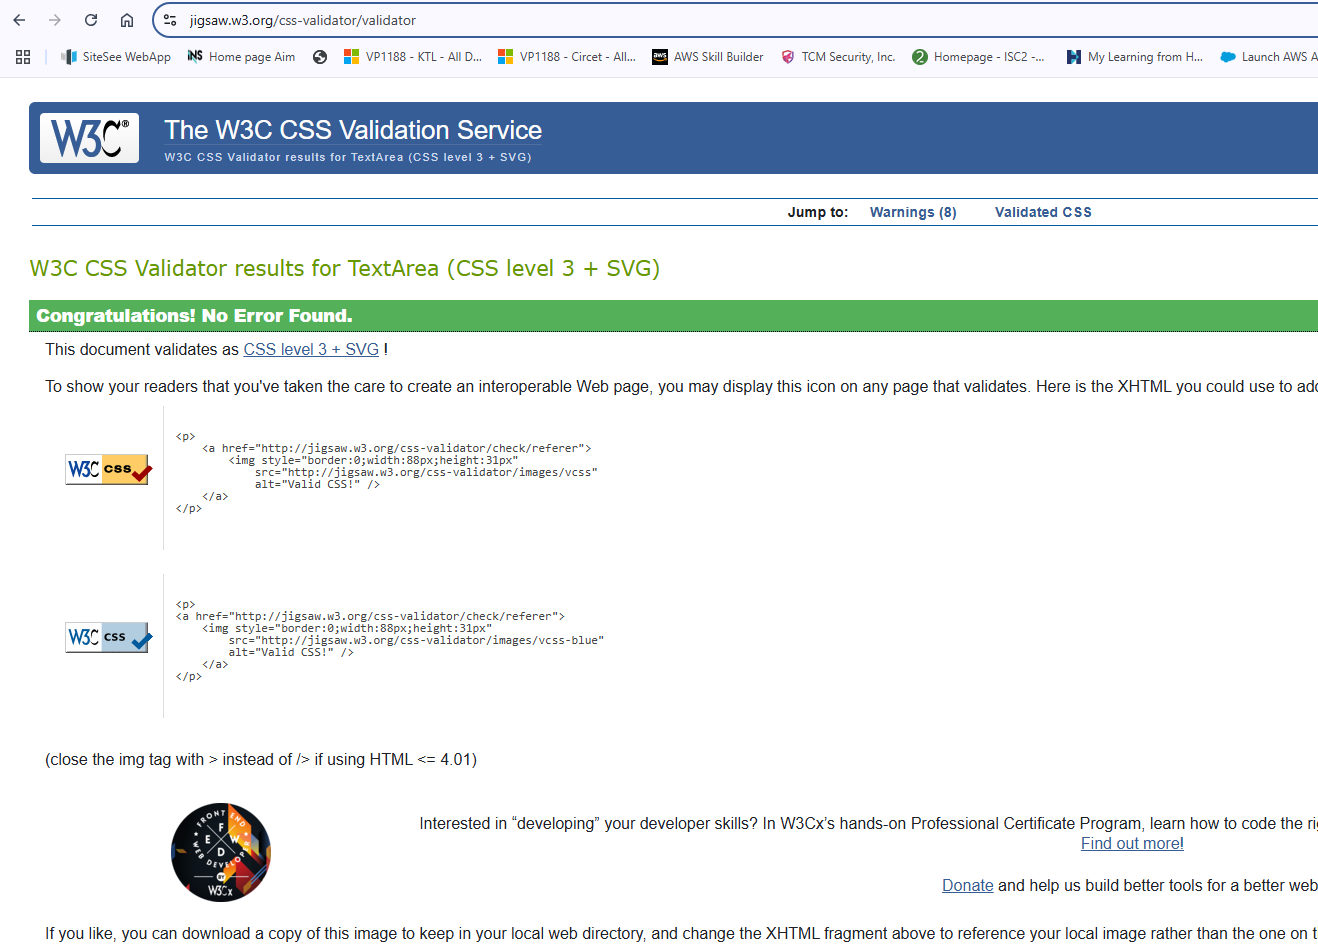 jigsaw.w3.org/css-validator/validator
SiteSee WebApp
Home page Aim
VP1188 - KTL - All D...
VP1188 - Circet - All...
AWS Skill Builder
TCM Security, Inc.
Homepage - ISC2 -...
My Learning from H...
Launch AWS A
W3C®
The W3C CSS Validation Service
W3C CSS Validator results for TextArea (CSS level 3 + SVG)
Jump to: Warnings (8) Validated CSS
W3C CSS Validator results for TextArea (CSS level 3 + SVG)
Congratulations! No Error Found.
This document validates as CSS level 3 + SVG !
To show your readers that you've taken the care to create an interoperable Web page, you may display this icon on any page that validates. Here is the XHTML you could use to add
W3C css
<p>
<a href="http://jigsaw.w3.org/css-validator/check/referer">
<img style="border:0;width:88px;height:31px"
src="http://jigsaw.w3.org/css-validator/images/vcss"
alt="Valid CSS!" />
</a>
</p>
W3C css
<p>
<a href="http://jigsaw.w3.org/css-validator/check/referer">
<img style="border:0;width:88px;height:31px"
src="http://jigsaw.w3.org/css-validator/images/vcss-blue"
alt="Valid CSS!" />
</a>
</p>
(close the img tag with > instead of /> if using HTML <= 4.01)
FRONT END
F E W D
WEB DEVELOPER
BY
W3Cx
Interested in “developing” your developer skills? In W3Cx’s hands-on Professional Certificate Program, learn how to code the ri
Find out more!
Donate and help us build better tools for a better web
If you like, you can download a copy of this image to keep in your local web directory, and change the XHTML fragment above to reference your local image rather than the one on t